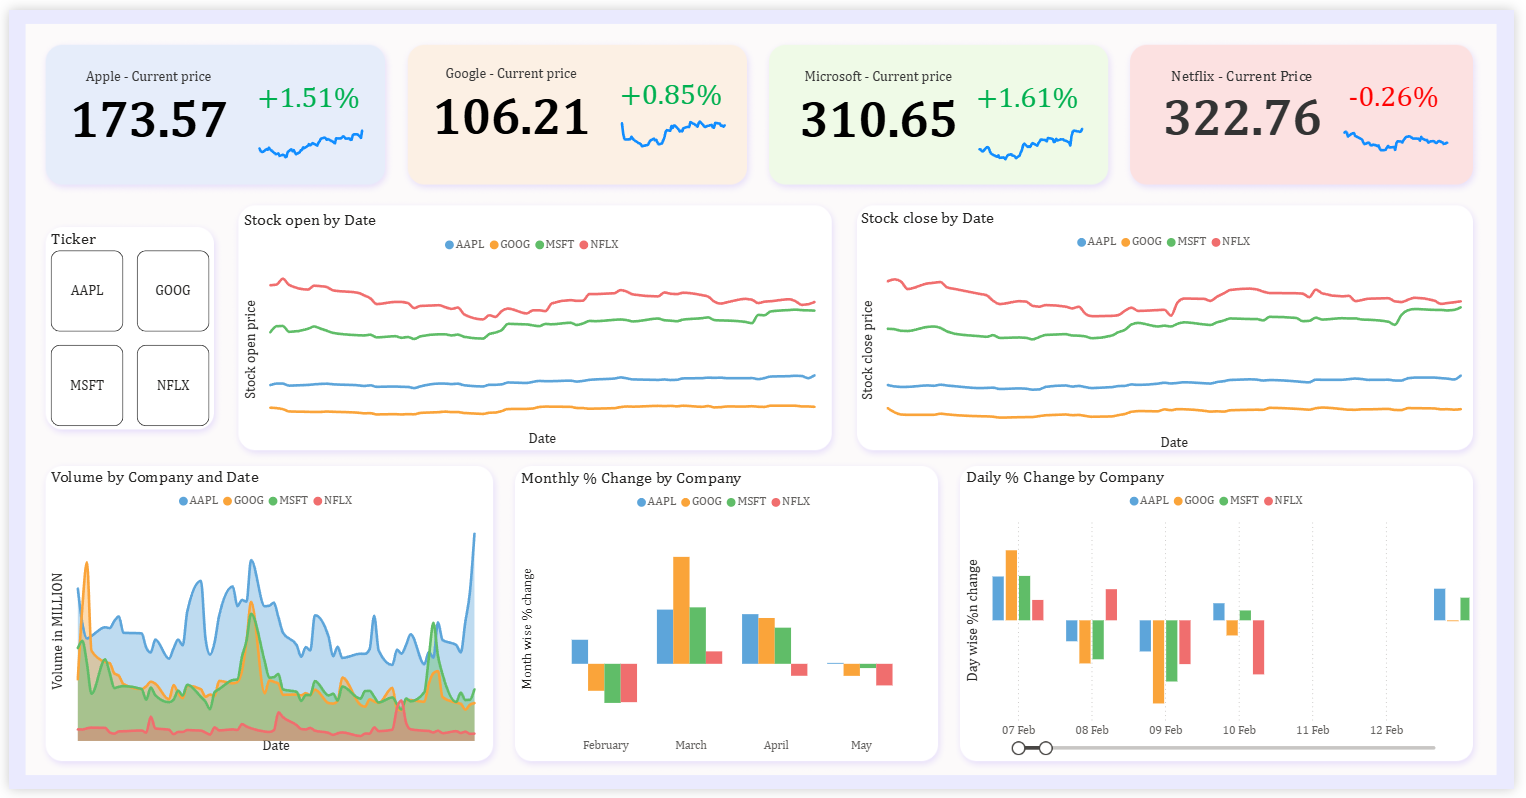 Apple - Current price
173.57
+1.51%
Google - Current price
106.21
+0.85%
Microsoft - Current price
310.65
+1.61%
Netflix - Current Price
322.76
-0.26%
Ticker
AAPL
GOOG
MSFT
NFLX
Stock open by Date
AAPL GOOG MSFT NFLX
Stock open price
Date
Stock close by Date
AAPL GOOG MSFT NFLX
Stock close price
Date
Volume by Company and Date
AAPL GOOG MSFT NFLX
Volume in MILLION
Date
Monthly % Change by Company
AAPL GOOG MSFT NFLX
Month wise % change
February March April May
Daily % Change by Company
AAPL GOOG MSFT NFLX
Day wise %n change
07 Feb 08 Feb 09 Feb 10 Feb 11 Feb 12 Feb